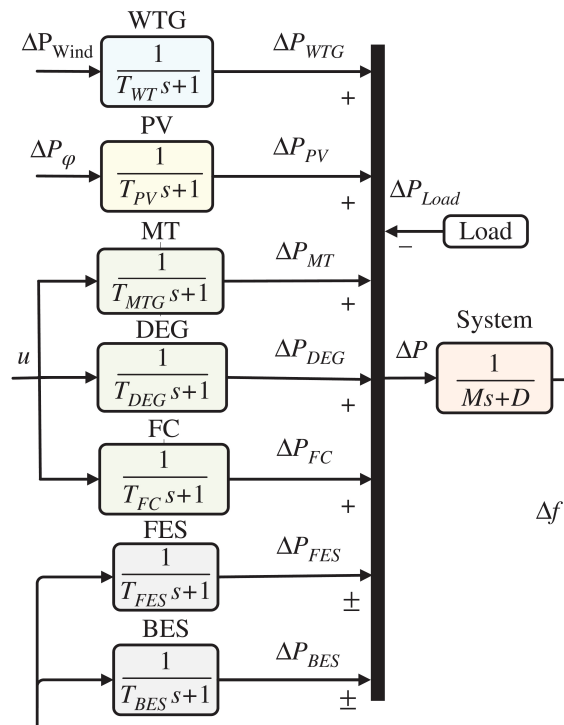 WTG
ΔP_Wind
1
T_WT s+1
ΔP_WTG
+
PV
ΔP_φ
1
T_PV s+1
ΔP_PV
+
ΔP_Load
Load
−
MT
1
T_MTG s+1
ΔP_MT
+
System
DEG
u
1
T_DEG s+1
ΔP_DEG
+
ΔP
1
Ms+D
FC
1
T_FC s+1
ΔP_FC
+
Δf
FES
1
T_FES s+1
ΔP_FES
±
BES
1
T_BES s+1
ΔP_BES
±